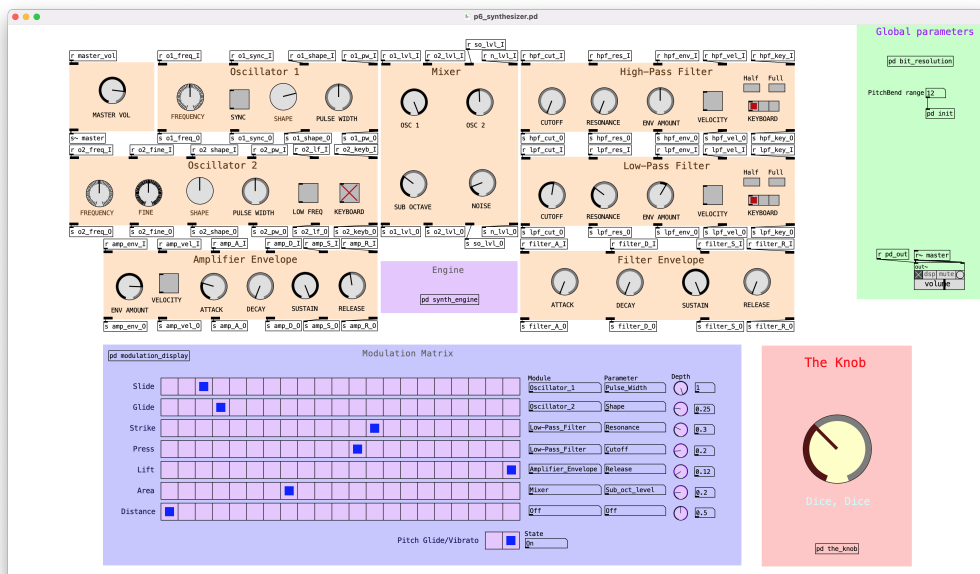 p6_synthesizer.pd
r so_lvl_I
r master_vol
r o1_freq_I
r o1_sync_I
r o1_shape_I
r o1_pw_I
r o1_lvl_I
r o2_lvl_I
r n_lvl_I
r hpf_cut_I
r hpf_res_I
r hpf_env_I
r hpf_vel_I
r hpf_key_I
Oscillator 1
Mixer
High-Pass Filter
Half
Full
MASTER VOL
FREQUENCY
SYNC
SHAPE
PULSE WIDTH
OSC 1
OSC 2
CUTOFF
RESONANCE
ENV AMOUNT
VELOCITY
KEYBOARD
s~ master
s o1_freq_O
s o1_sync_O
s o1_shape_O
s o1_pw_O
s hpf_cut_O
s hpf_res_O
s hpf_env_O
s hpf_vel_O
s hpf_key_O
r o2_freq_I
r o2_fine_I
r o2 shape_I
r o2_pw_I
r o2_lf_I
r o2_keyb_I
r lpf_cut_I
r lpf_res_I
r lpf_env_I
r lpf_vel_I
r lpf_key_I
Oscillator 2
Low-Pass Filter
Half
Full
FREQUENCY
FINE
SHAPE
PULSE WIDTH
LOW FREQ
KEYBOARD
SUB OCTAVE
NOISE
CUTOFF
RESONANCE
ENV AMOUNT
VELOCITY
KEYBOARD
s o2_freq_O
s o2_fine_O
s o2_shape_O
s o2_pw_O
s o2_lf_O
s o2_keyb_O
s o1_lvl_O
s o2_lvl_O
s n_lvl_O
s so_lvl_O
s lpf_cut_O
s lpf_res_O
s lpf_env_O
s lpf_vel_O
s lpf_key_O
r amp_env_I
r amp_vel_I
r amp_A_I
r amp_D_I
r amp_S_I
r amp_R_I
r filter_A_I
r filter_D_I
r filter_S_I
r filter_R_I
Amplifier Envelope
Engine
Filter Envelope
ENV AMOUNT
VELOCITY
ATTACK
DECAY
SUSTAIN
RELEASE
pd synth_engine
ATTACK
DECAY
SUSTAIN
RELEASE
s amp_env_O
s amp_vel_O
s amp_A_O
s amp_D_O
s amp_S_O
s amp_R_O
s filter_A_O
s filter_D_O
s filter_S_O
s filter_R_O
Global parameters
pd bit_resolution
PitchBend range
12
pd init
r pd_out
r~ master
out~
dsp
mute
volume
pd modulation_display
Modulation Matrix
Module
Parameter
Depth
Slide
Oscillator_1
Pulse_Width
1
Glide
Oscillator_2
Shape
0.25
Strike
Low-Pass_Filter
Resonance
0.3
Press
Low-Pass_Filter
Cutoff
0.2
Lift
Amplifier_Envelope
Release
0.12
Area
Mixer
Sub_oct_level
0.2
Distance
Off
Off
0.5
Pitch Glide/Vibrato
State
On
The Knob
Dice, Dice
pd the_knob